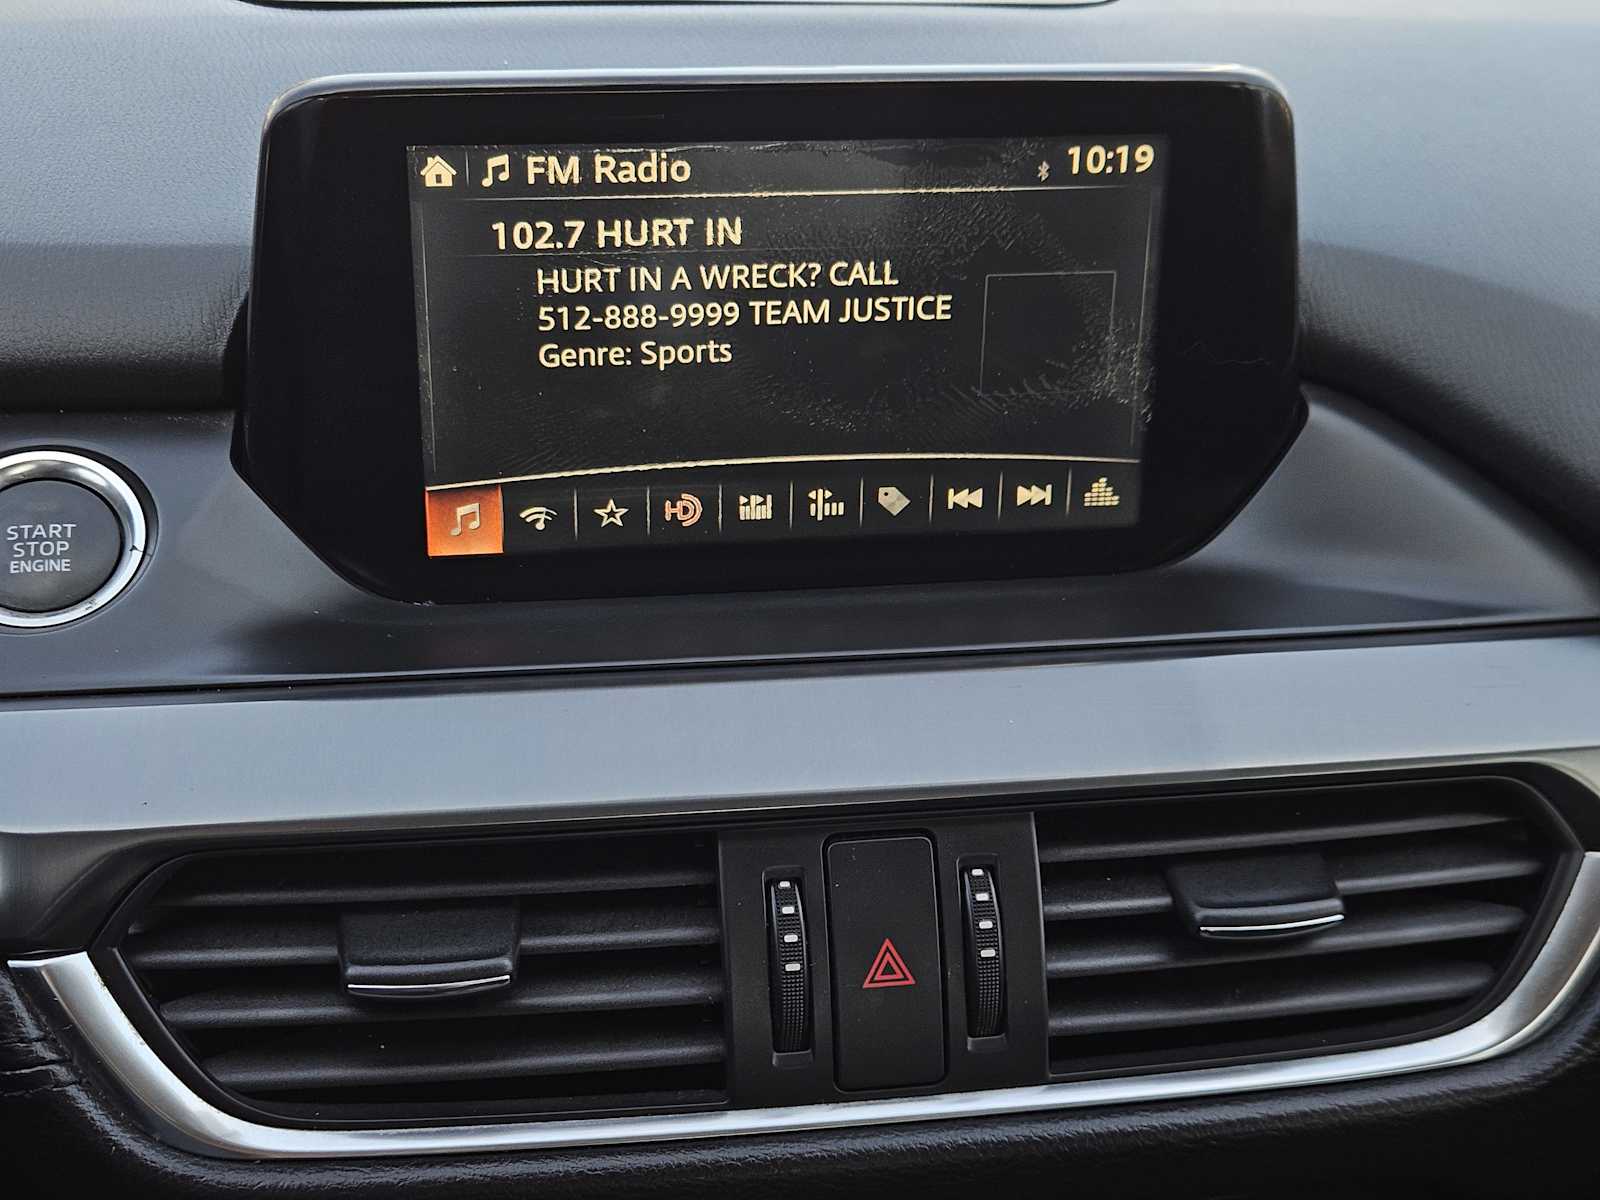 FM Radio
10:19
102.7 HURT IN
HURT IN A WRECK? CALL
512-888-9999 TEAM JUSTICE
Genre: Sports
HD
START
STOP
ENGINE